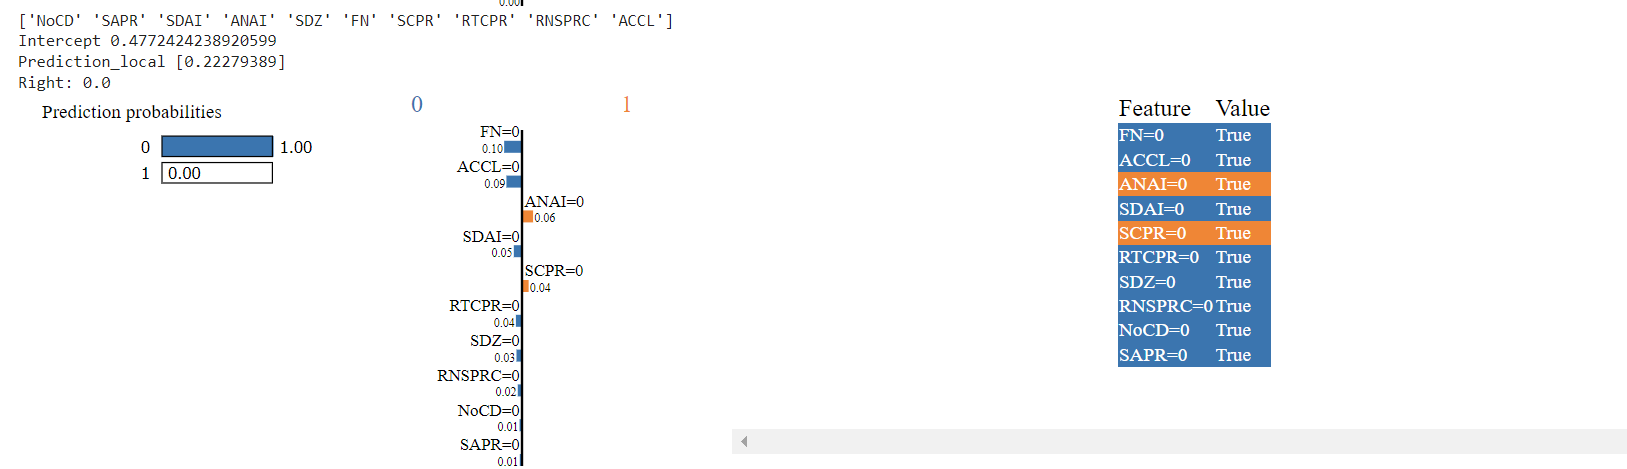 0.00
['NoCD' 'SAPR' 'SDAI' 'ANAI' 'SDZ' 'FN' 'SCPR' 'RTCPR' 'RNSPRC' 'ACCL']
Intercept 0.4772424238920599
Prediction_local [0.22279389]
Right: 0.0
Prediction probabilities
0 1.00
1 0.00
0 1
FN=0
0.10
ACCL=0
0.09
ANAI=0
0.06
SDAI=0
0.05
SCPR=0
0.04
RTCPR=0
0.04
SDZ=0
0.03
RNSPRC=0
0.02
NoCD=0
0.01
SAPR=0
0.01
Feature Value
FN=0 True
ACCL=0 True
ANAI=0 True
SDAI=0 True
SCPR=0 True
RTCPR=0 True
SDZ=0 True
RNSPRC=0 True
NoCD=0 True
SAPR=0 True